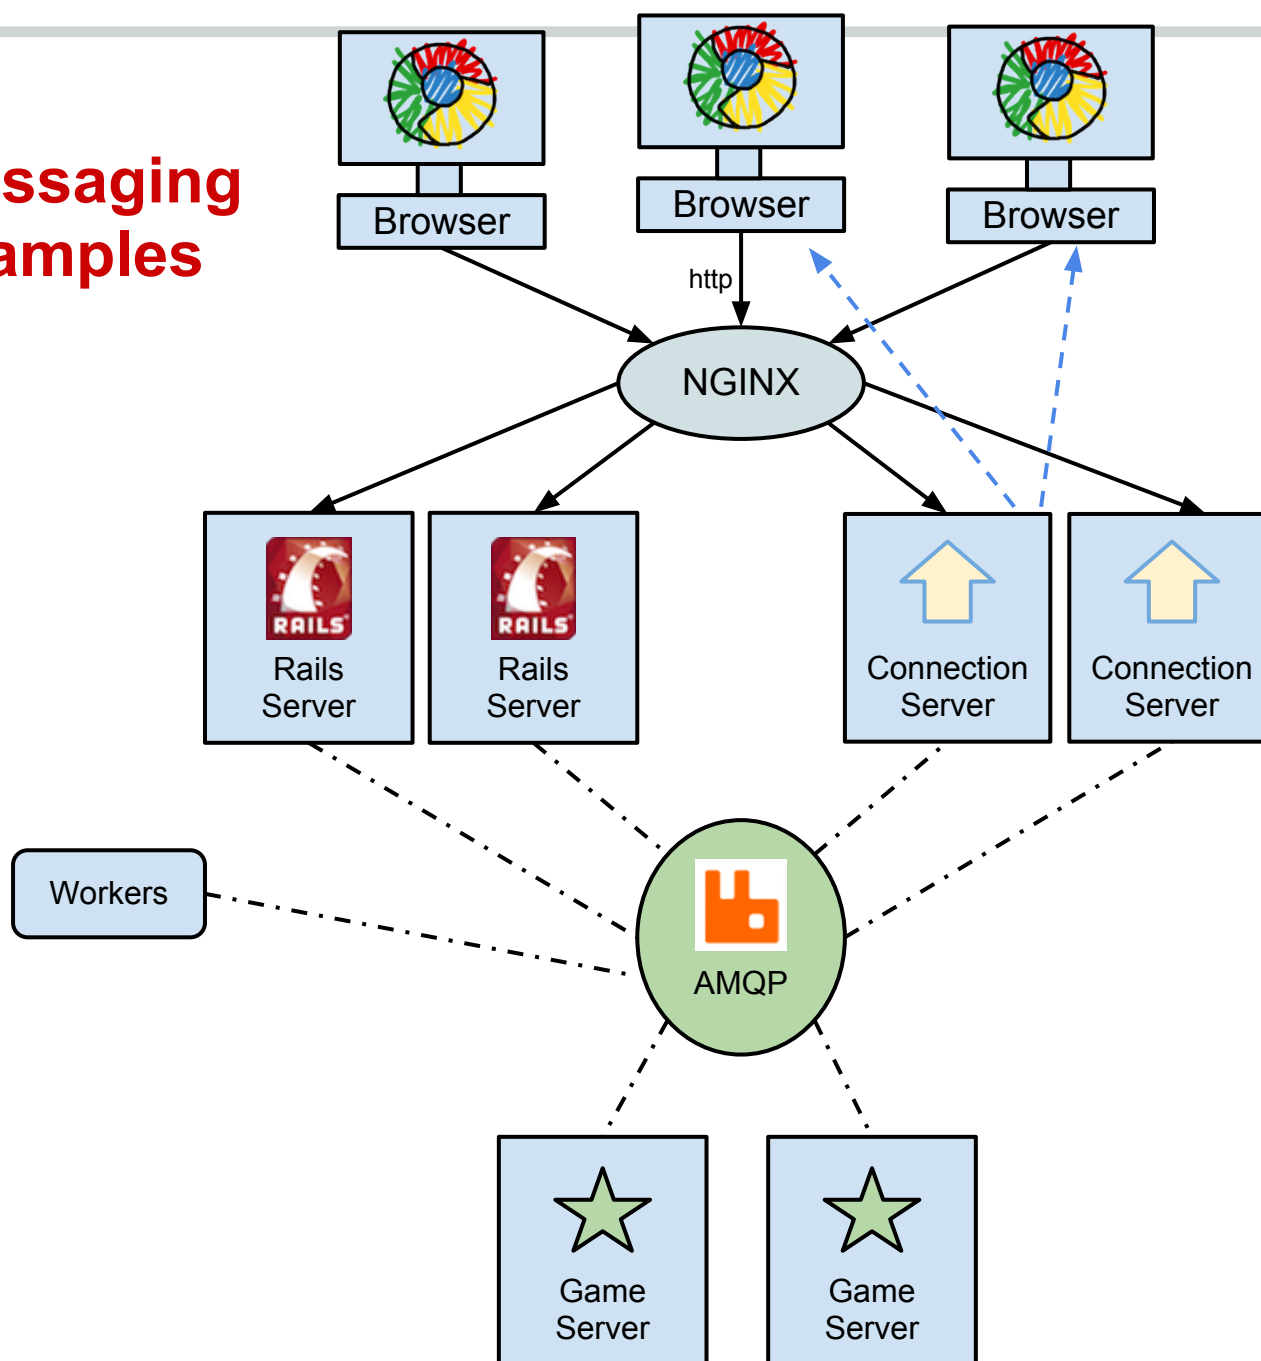 ssaging
amples
Browser
Browser
Browser
http
NGINX
RAILS
RAILS
Rails
Server
Rails
Server
Connection
Server
Connection
Server
Workers
AMQP
Game
Server
Game
Server